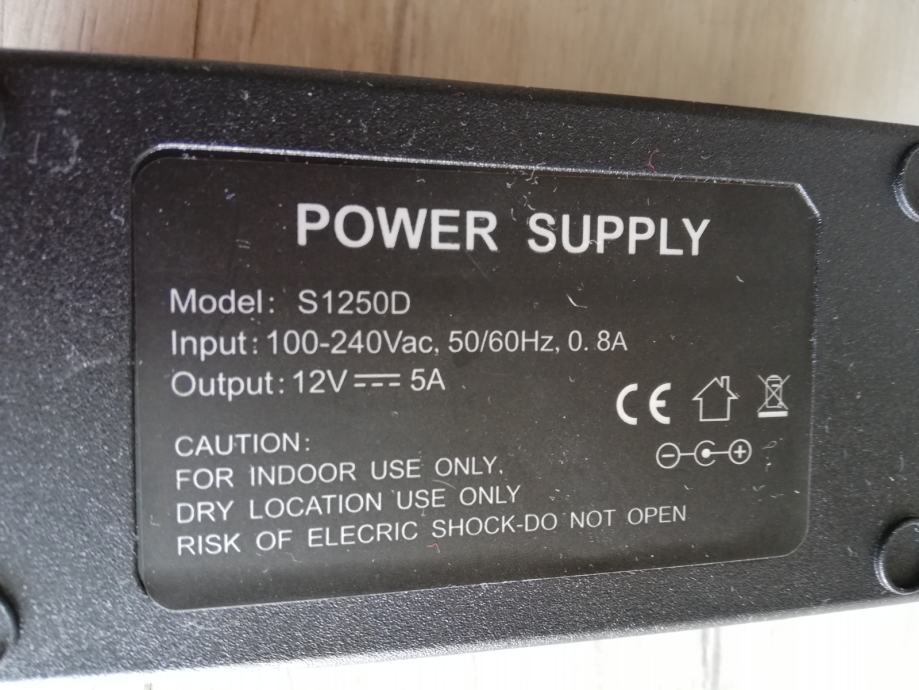 POWER SUPPLY
Model: S1250D
Input: 100-240Vac, 50/60Hz, 0.8A
Output: 12V⎓5A
CE
CAUTION:
FOR INDOOR USE ONLY.
DRY LOCATION USE ONLY
RISK OF ELECRIC SHOCK-DO NOT OPEN